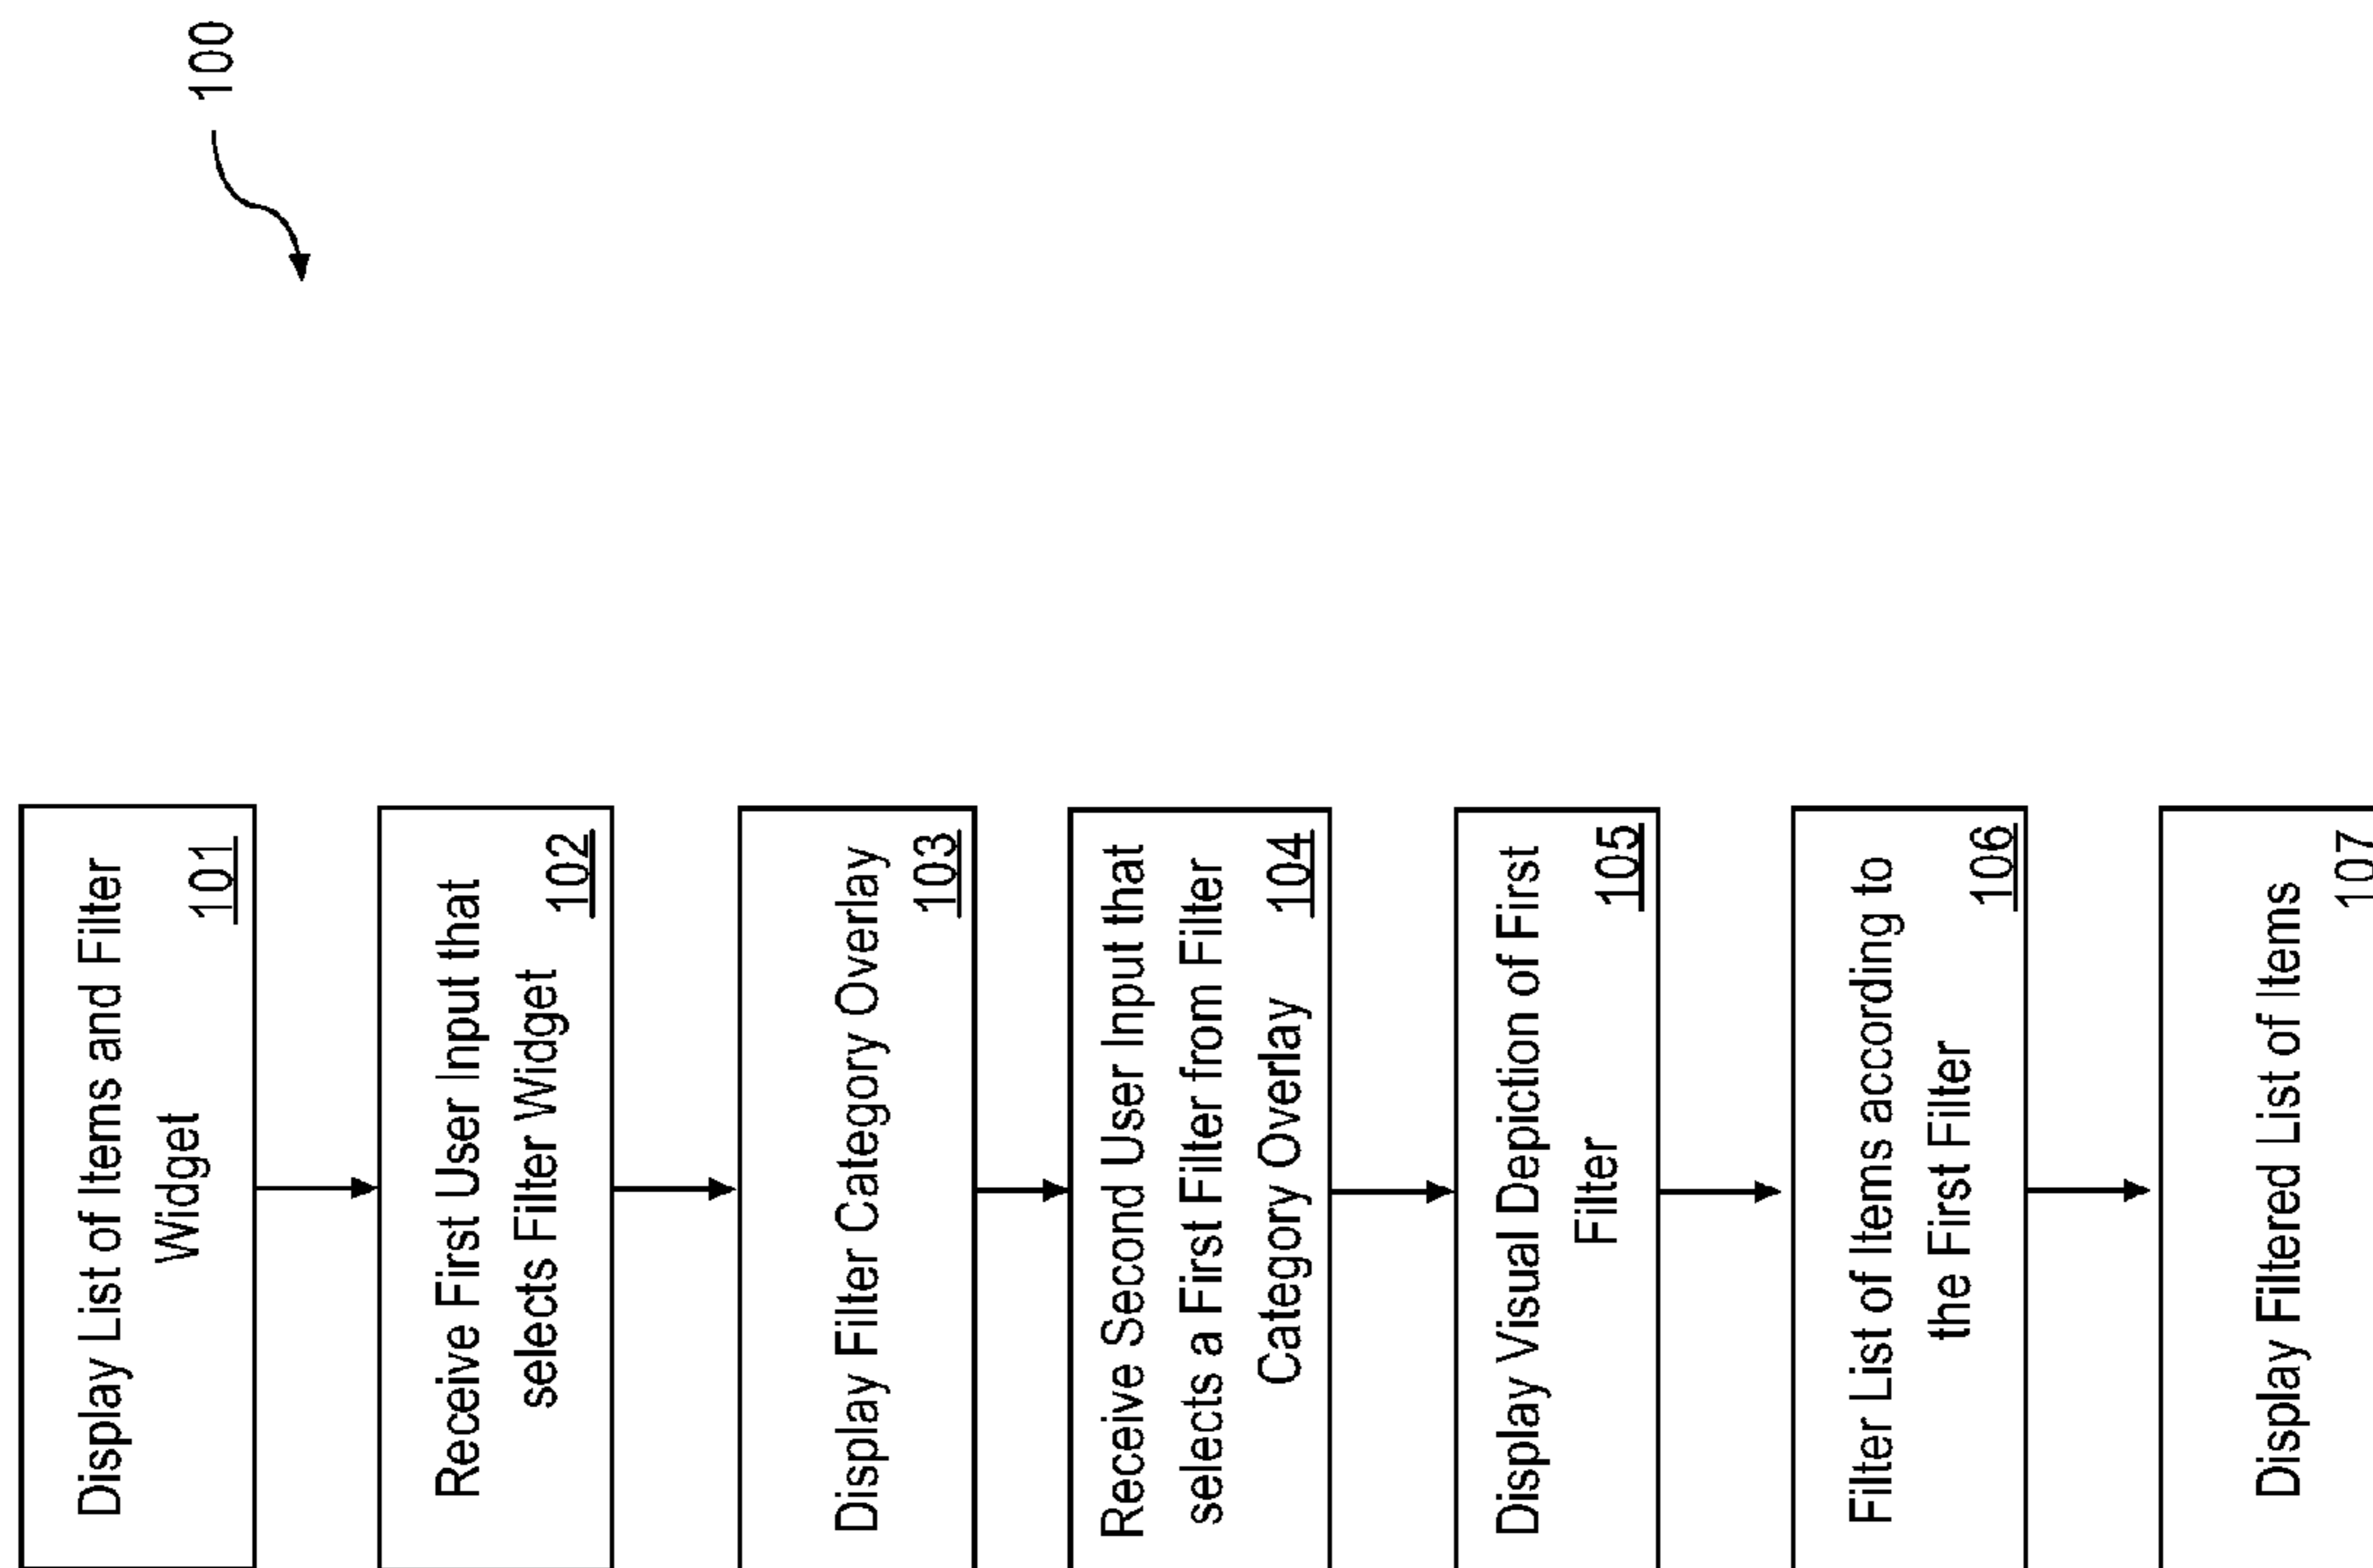 100
Display List of Items and Filter
Widget
101
Receive First User Input that
selects Filter Widget
102
Display Filter Category Overlay
103
Receive Second User Input that
selects a First Filter from Filter
Category Overlay 104
Display Visual Depiction of First
Filter
105
Filter List of Items according to
the First Filter
106
Display Filtered List of Items
107